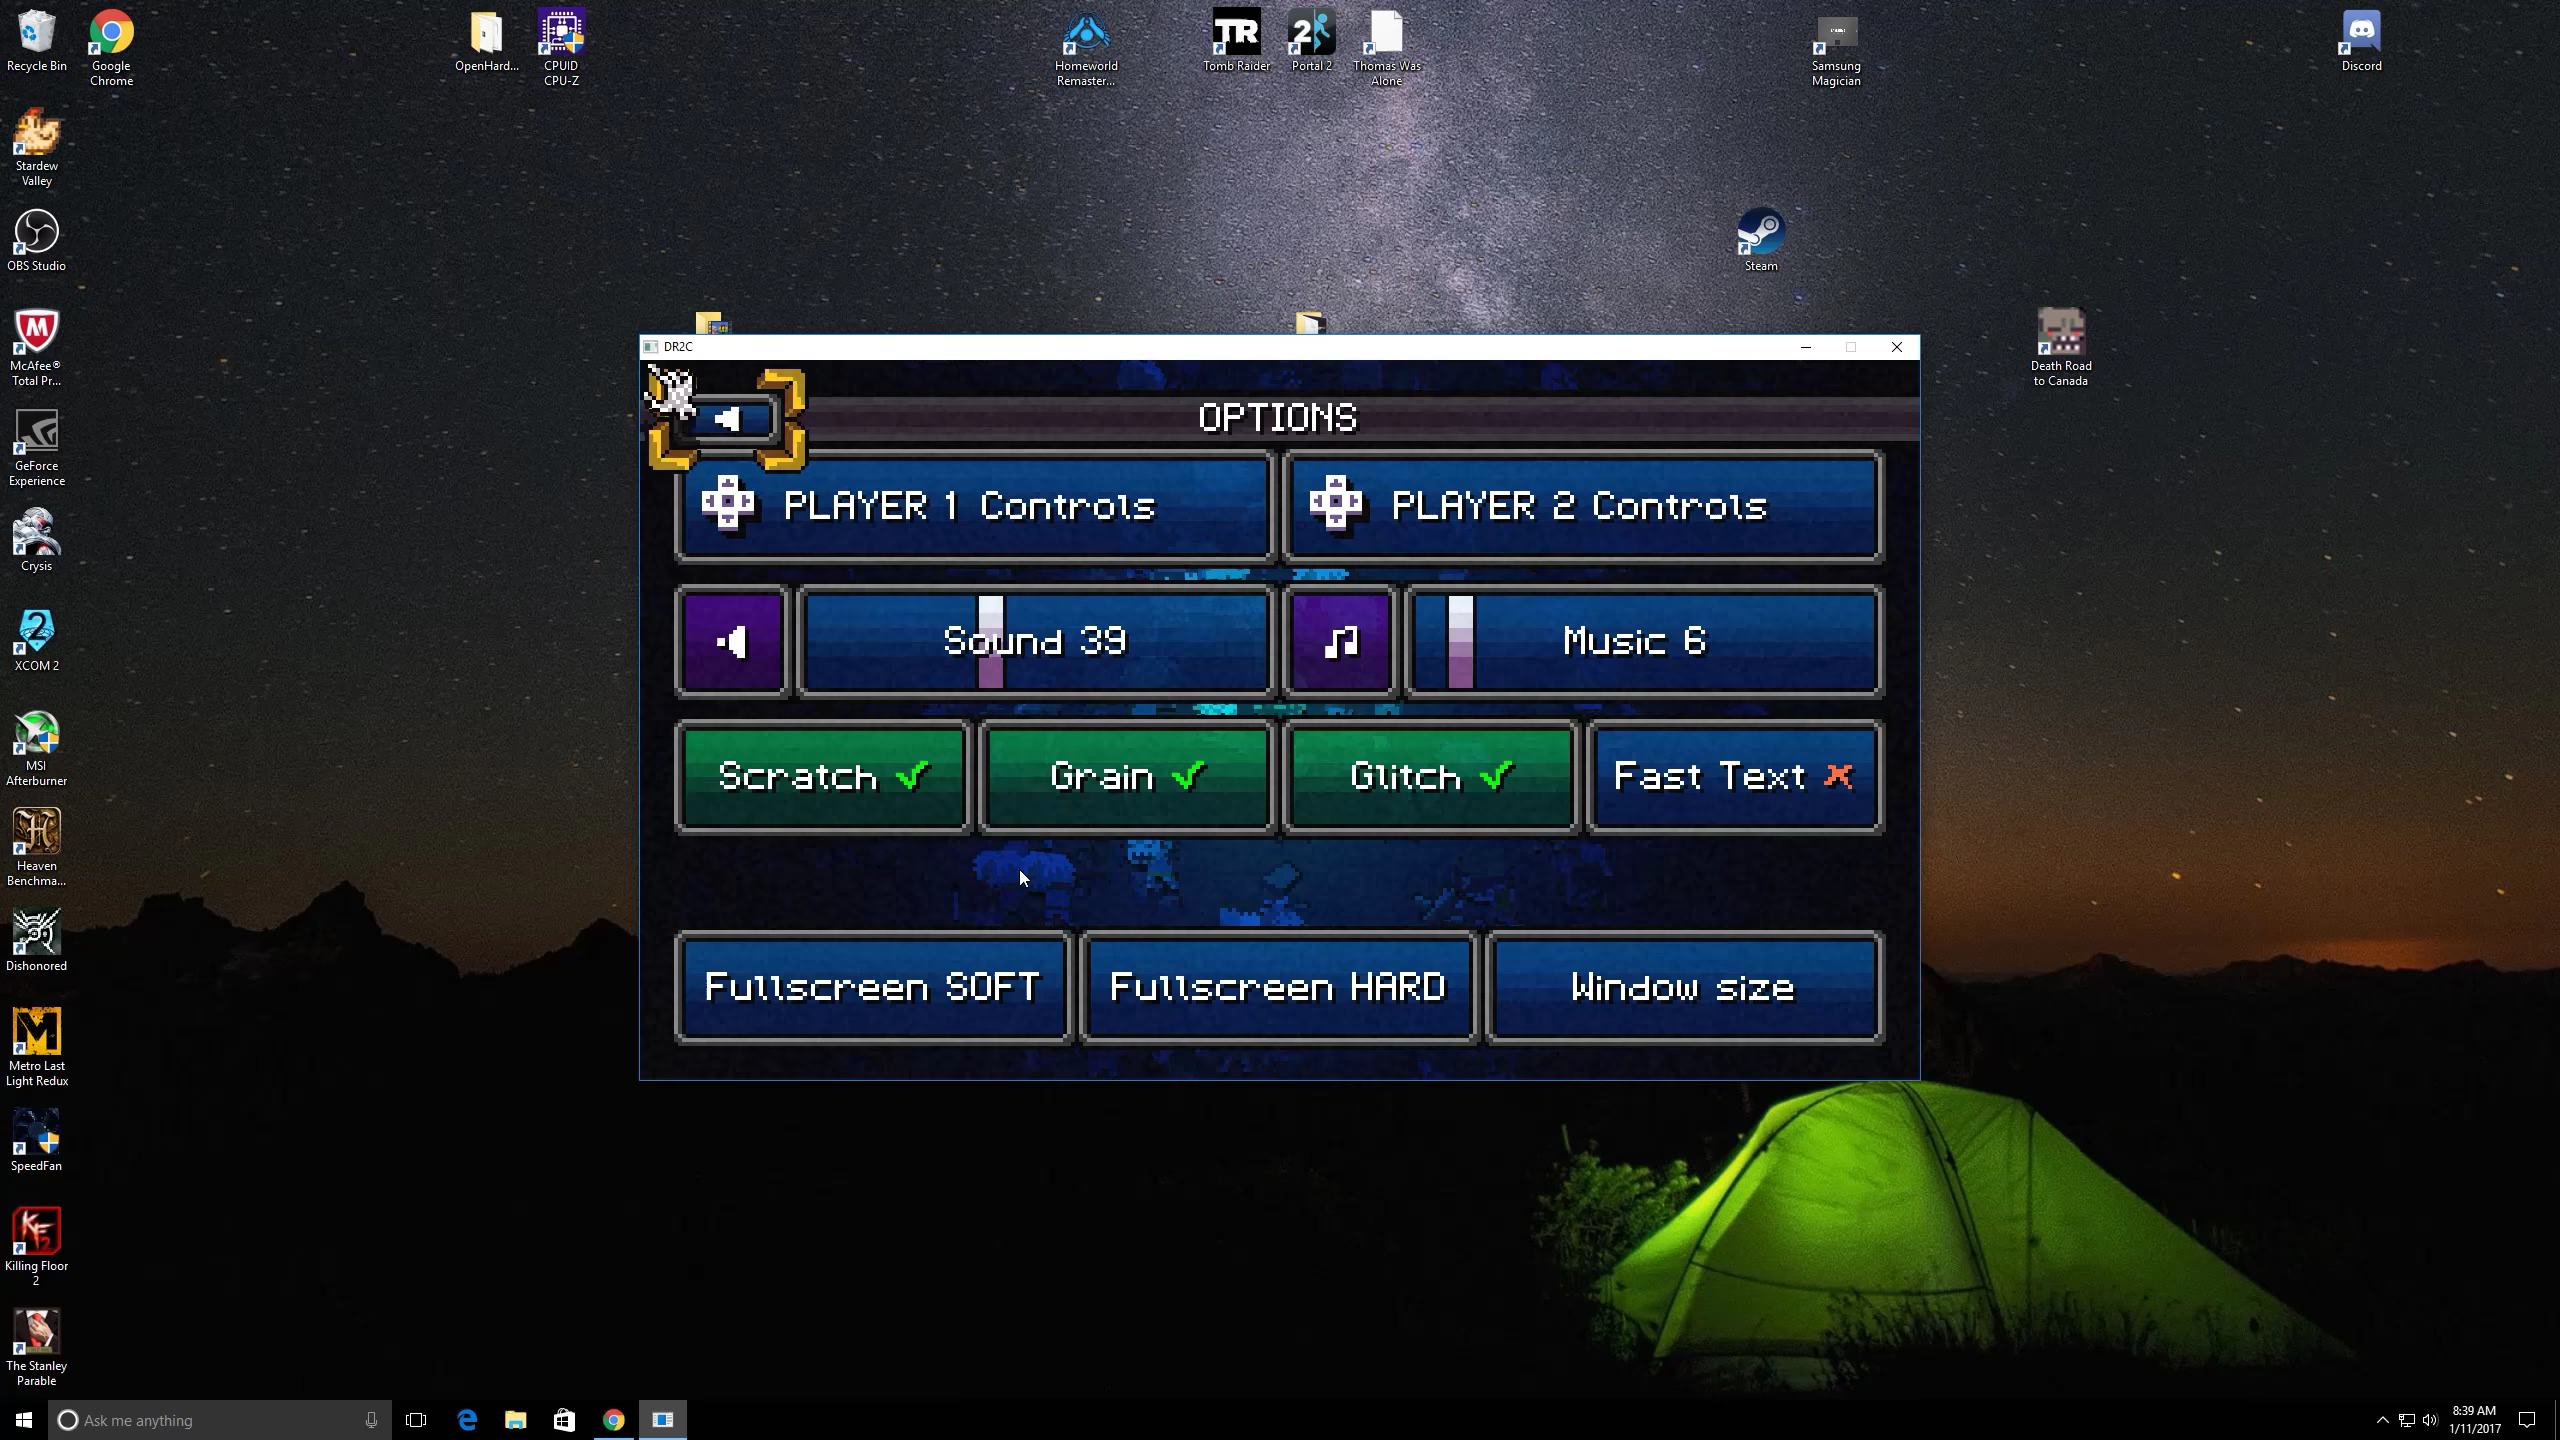 Recycle Bin
Google
Chrome
OpenHard...
CPUID
CPU-Z
Homeworld
Remaster...
TR
Tomb Raider
2
Portal 2
Thomas Was
Alone
Samsung
Magician
Discord
Stardew
Valley
OBS Studio
Steam
McAfee®
Total Pr...
Death Road
to Canada
GeForce
Experience
Crysis
XCOM 2
MSI
Afterburner
Heaven
Benchma...
Dishonored
Metro Last
Light Redux
SpeedFan
Killing Floor
2
The Stanley
Parable
DR2C
OPTIONS
PLAYER 1 Controls
PLAYER 2 Controls
Sound 39
Music 6
Scratch
Grain
Glitch
Fast Text
Fullscreen SOFT
Fullscreen HARD
Window size
Ask me anything
8:39 AM
1/11/2017